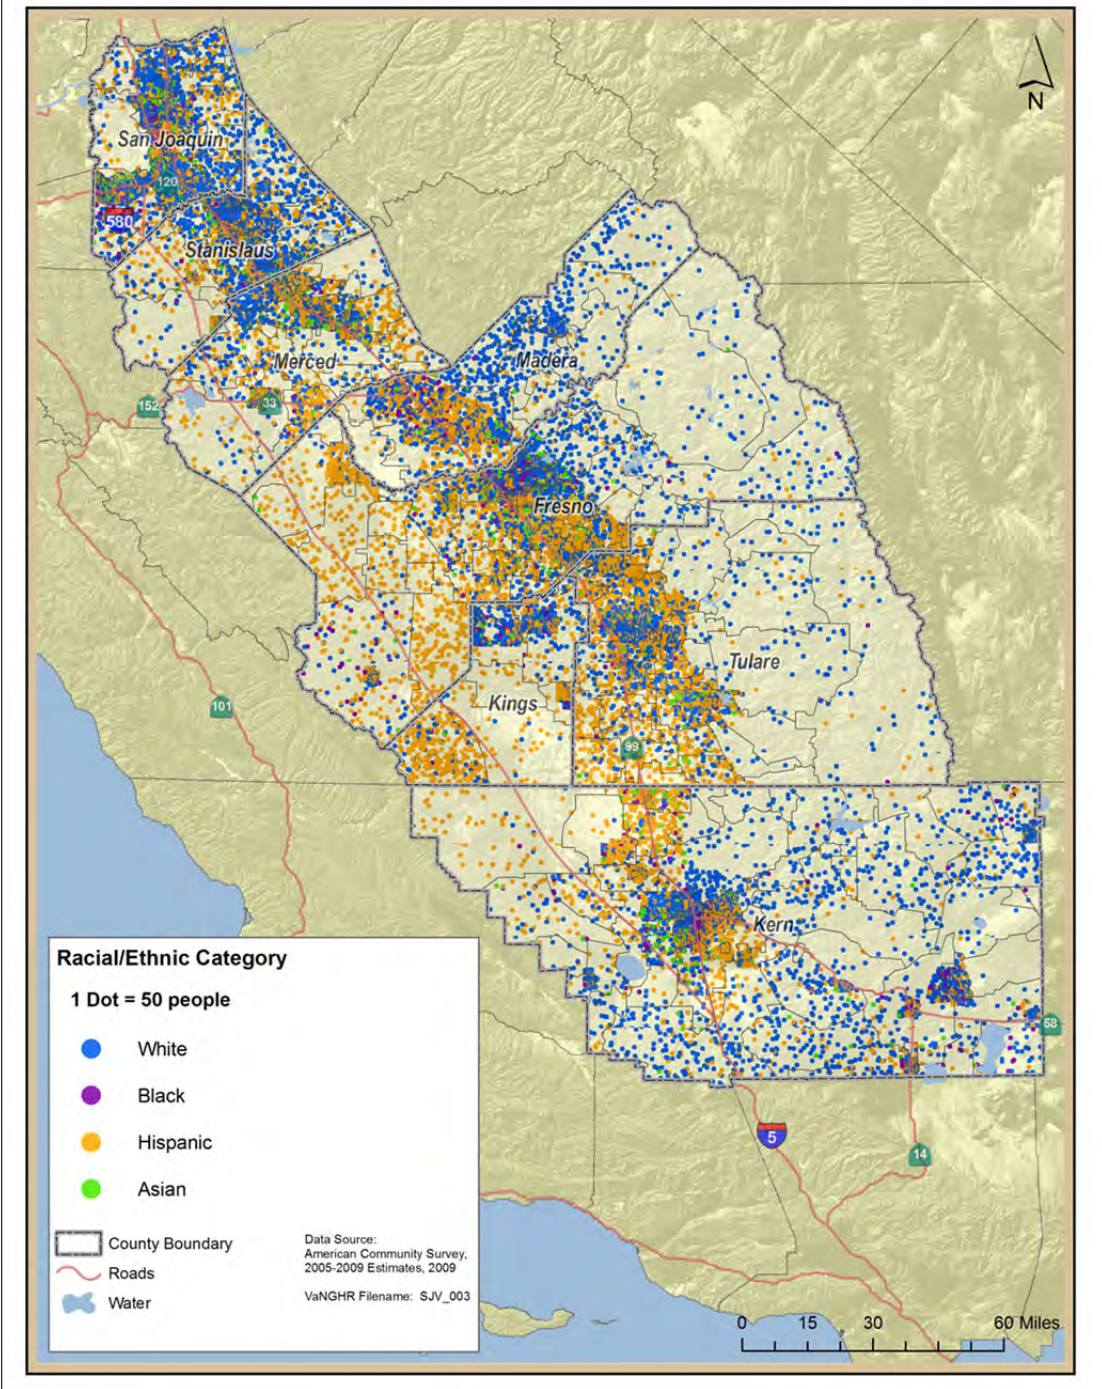 N
San Joaquin
120
580
Stanislaus
Merced
Madera
152
33
Fresno
Tulare
Kings
101
99
Kern
58
5
14
Racial/Ethnic Category
1 Dot = 50 people
White
Black
Hispanic
Asian
County Boundary
Roads
Water
Data Source:
American Community Survey,
2005-2009 Estimates, 2009
VaNGHR Filename: SJV_003
0 15 30 60 Miles